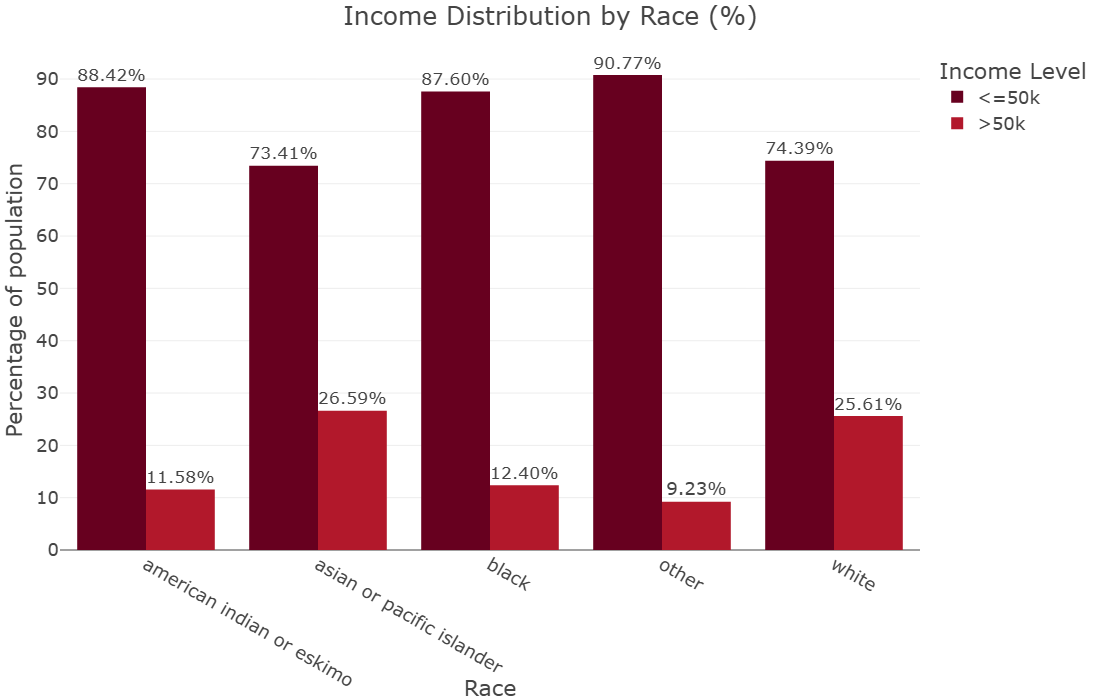 Income Distribution by Race (%)
Income Level
<=50k
>50k
Percentage of population
90
80
70
60
50
40
30
20
10
0
88.42%
11.58%
73.41%
26.59%
87.60%
12.40%
90.77%
9.23%
74.39%
25.61%
american indian or eskimo
asian or pacific islander
black
other
white
Race